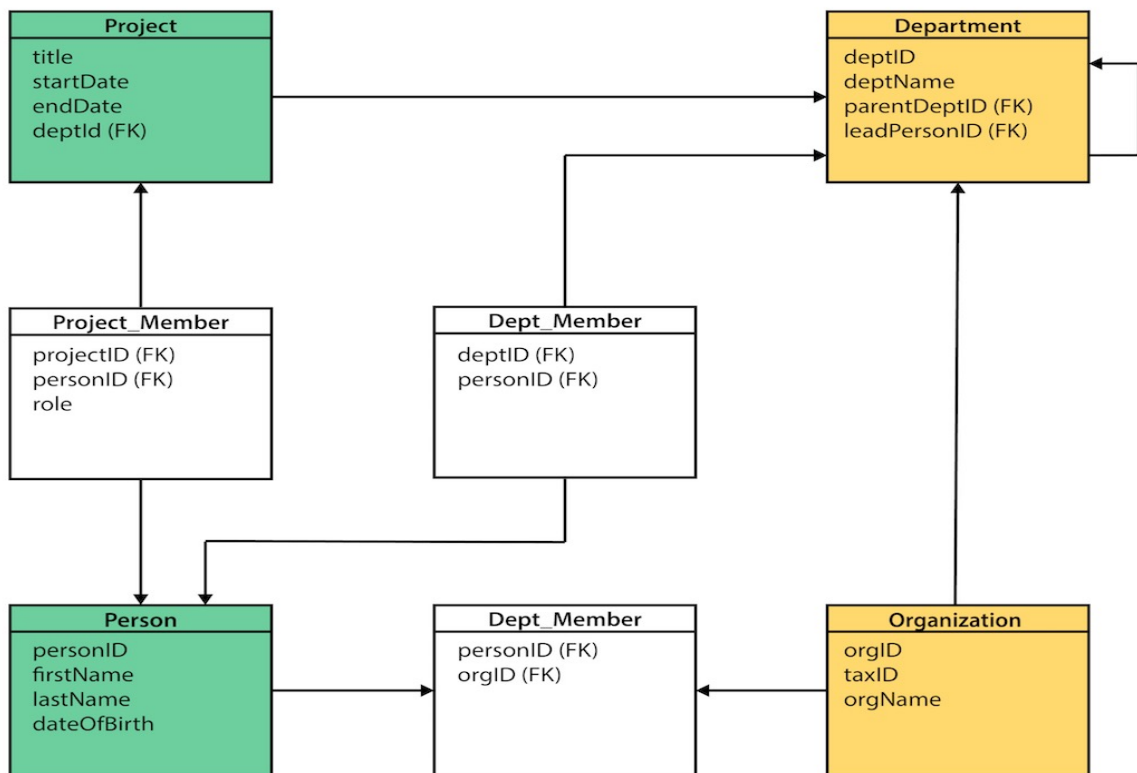 Project
title
startDate
endDate
deptId (FK)
Department
deptID
deptName
parentDeptID (FK)
leadPersonID (FK)
Project_Member
projectID (FK)
personID (FK)
role
Dept_Member
deptID (FK)
personID (FK)
Person
personID
firstName
lastName
dateOfBirth
Dept_Member
personID (FK)
orgID (FK)
Organization
orgID
taxID
orgName